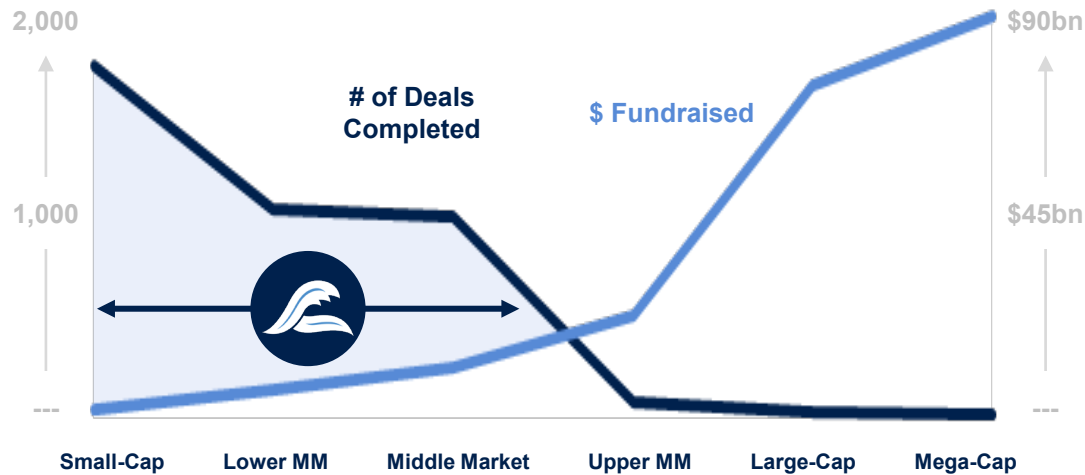 2,000
$90bn
# of Deals
Completed
$ Fundraised
1,000
$45bn
---
---
Small-Cap
Lower MM
Middle Market
Upper MM
Large-Cap
Mega-Cap